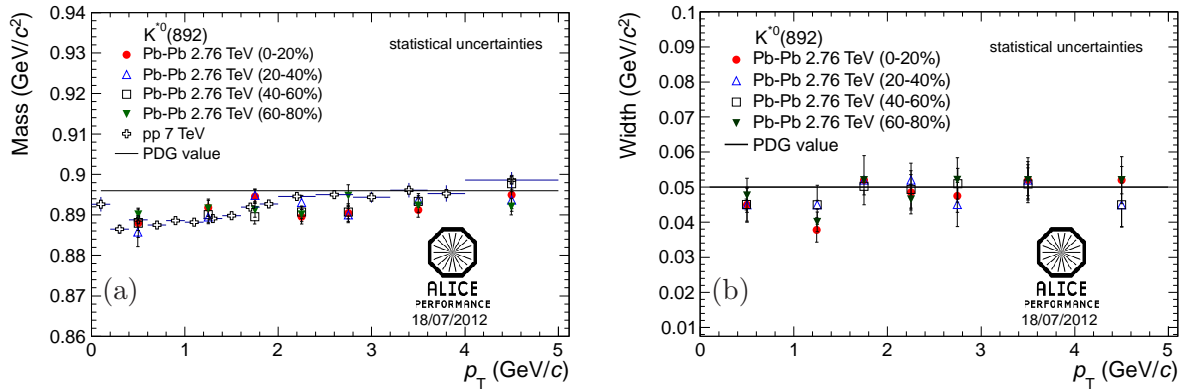 Mass (GeV/c²)
0.94
0.93
0.92
0.91
0.9
0.89
0.88
0.87
0.86
K*⁰(892)
statistical uncertainties
Pb-Pb 2.76 TeV (0-20%)
Pb-Pb 2.76 TeV (20-40%)
Pb-Pb 2.76 TeV (40-60%)
Pb-Pb 2.76 TeV (60-80%)
pp 7 TeV
PDG value
(a)
ALICE
PERFORMANCE
18/07/2012
0 1 2 3 4 5
p_T (GeV/c)
Width (GeV/c²)
0.1
0.09
0.08
0.07
0.06
0.05
0.04
0.03
0.02
0.01
K*⁰(892)
statistical uncertainties
Pb-Pb 2.76 TeV (0-20%)
Pb-Pb 2.76 TeV (20-40%)
Pb-Pb 2.76 TeV (40-60%)
Pb-Pb 2.76 TeV (60-80%)
PDG value
(b)
ALICE
PERFORMANCE
18/07/2012
0 1 2 3 4 5
p_T (GeV/c)